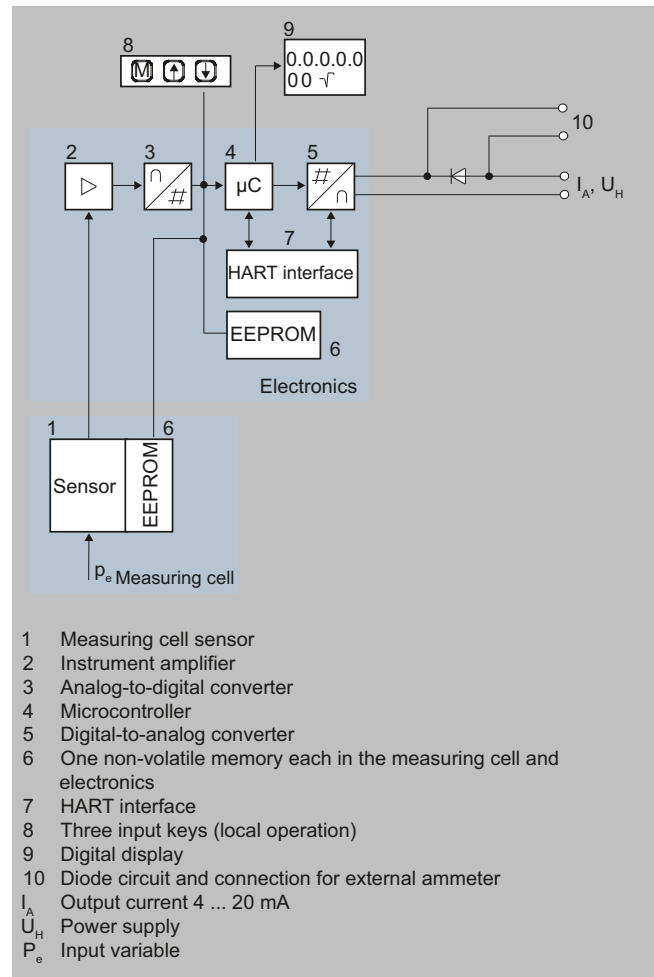 9
8
M ↑ ↓
0.0.0.0.0
00 √
10
2 3 4 5
∩
#
µC
#
∩
I_A, U_H
7
HART interface
EEPROM
6
Electronics
1 6
Sensor
EEPROM
p_e Measuring cell
1 Measuring cell sensor
2 Instrument amplifier
3 Analog-to-digital converter
4 Microcontroller
5 Digital-to-analog converter
6 One non-volatile memory each in the measuring cell and
electronics
7 HART interface
8 Three input keys (local operation)
9 Digital display
10 Diode circuit and connection for external ammeter
I_A Output current 4 ... 20 mA
U_H Power supply
P_e Input variable